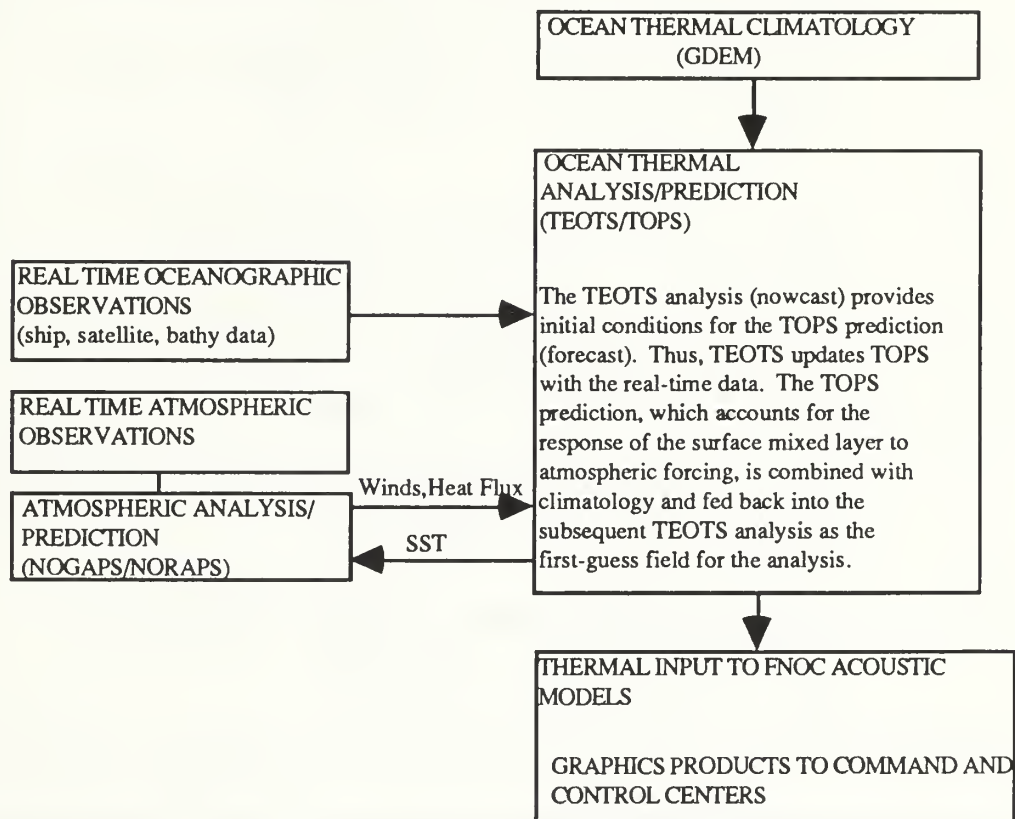 OCEAN THERMAL CLIMATOLOGY
(GDEM)
OCEAN THERMAL
ANALYSIS/PREDICTION
(TEOTS/TOPS)
The TEOTS analysis (nowcast) provides
initial conditions for the TOPS prediction
(forecast). Thus, TEOTS updates TOPS
with the real-time data. The TOPS
prediction, which accounts for the
response of the surface mixed layer to
atmospheric forcing, is combined with
climatology and fed back into the
subsequent TEOTS analysis as the
first-guess field for the analysis.
REAL TIME OCEANOGRAPHIC
OBSERVATIONS
(ship, satellite, bathy data)
REAL TIME ATMOSPHERIC
OBSERVATIONS
ATMOSPHERIC ANALYSIS/
PREDICTION
(NOGAPS/NORAPS)
Winds,Heat Flux
SST
THERMAL INPUT TO FNOC ACOUSTIC
MODELS
GRAPHICS PRODUCTS TO COMMAND AND
CONTROL CENTERS